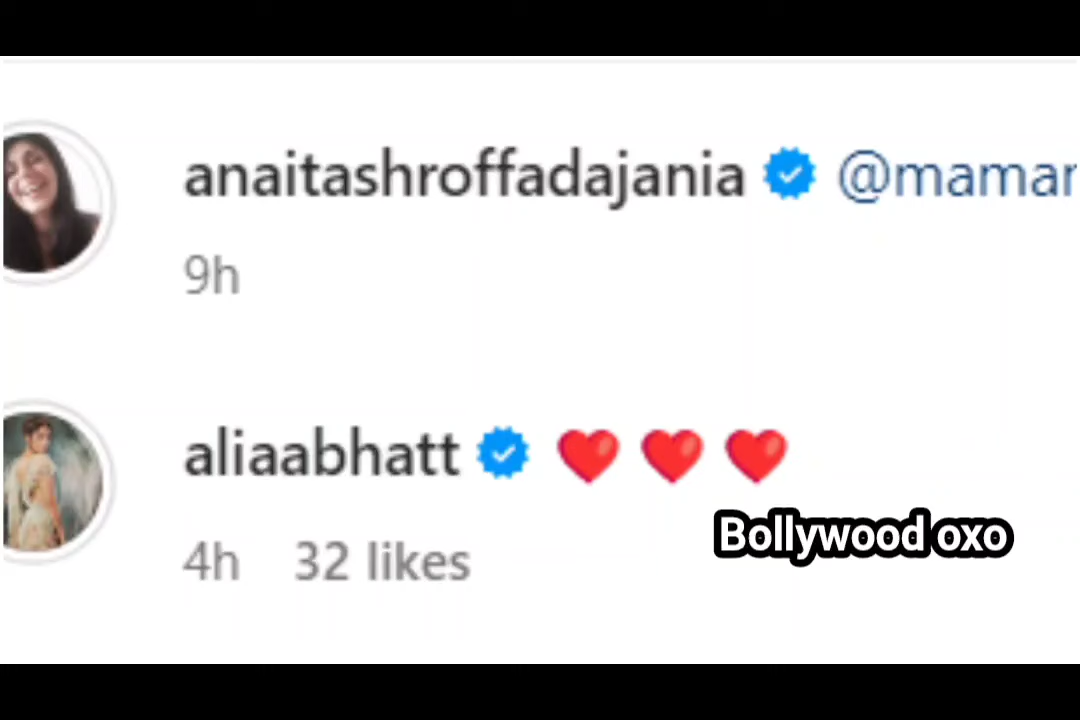 anaitashroffadajania @mamar
9h
aliaabhatt ❤️ ❤️ ❤️
4h 32 likes
Bollywood oxo